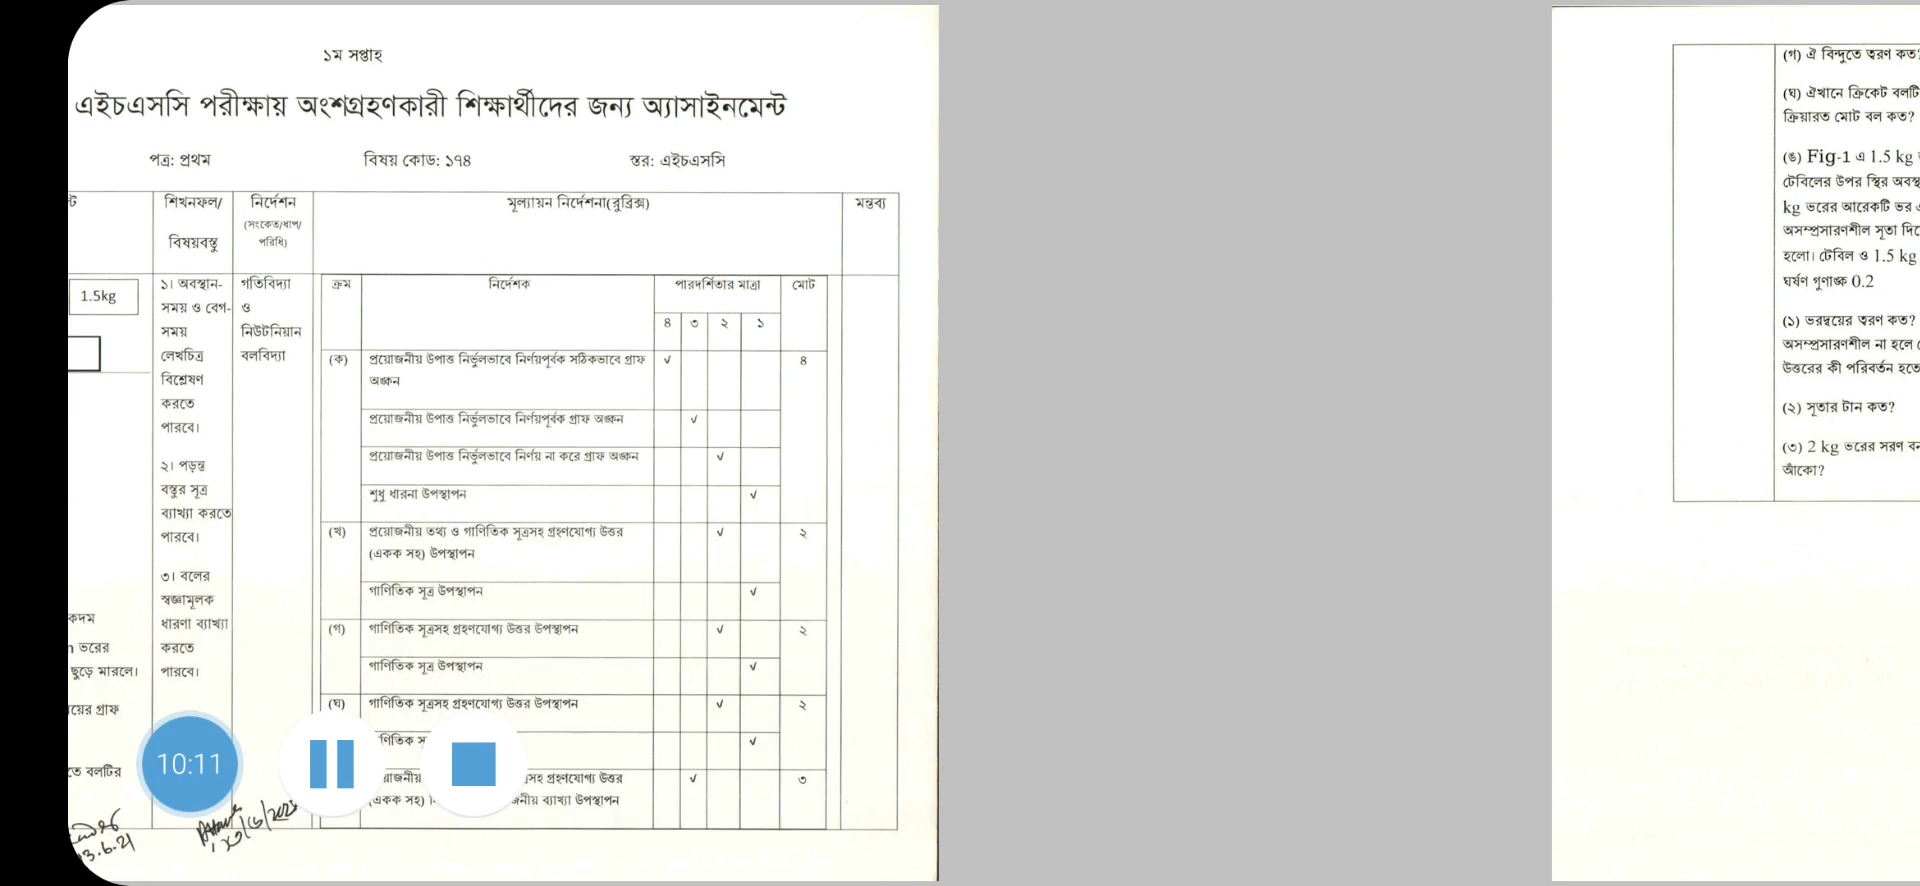 ১ম সপ্তাহ
এইচএসসি পরীক্ষায় অংশগ্রহণকারী শিক্ষার্থীদের জন্য অ্যাসাইনমেন্ট
পত্র: প্রথম বিষয় কোড: ১৭৪ স্তর: এইচএসসি
শিখনফল/
বিষয়বস্তু
নির্দেশন
(সংকেত/ধাপ/
পরিধি)
মূল্যায়ন নির্দেশনা(রুব্রিক্স)
মন্তব্য
1.5kg
কদম
ভরের
ছুড়ে মারলে।
য়ের গ্রাফ
তে বলটির
১। অবস্থান-
সময় ও বেগ-
সময়
লেখচিত্র
বিশ্লেষণ
করতে
পারবে।
২। পড়ন্ত
বস্তুর সূত্র
ব্যাখ্যা করতে
পারবে।
৩। বলের
স্বজ্ঞামূলক
ধারণা ব্যাখ্যা
করতে
পারবে।
গতিবিদ্যা
ও
নিউটনিয়ান
বলবিদ্যা
ক্রম নির্দেশক পারদর্শিতার মাত্রা মোট
৪ ৩ ২ ১
(ক) প্রয়োজনীয় উপাত্ত নির্ভুলভাবে নির্ণয়পূর্বক সঠিকভাবে গ্রাফ √ ৪
অঙ্কন
প্রয়োজনীয় উপাত্ত নির্ভুলভাবে নির্ণয়পূর্বক গ্রাফ অঙ্কন √
প্রয়োজনীয় উপাত্ত নির্ভুলভাবে নির্ণয় না করে গ্রাফ অঙ্কন √
শুধু ধারনা উপস্থাপন √
(খ) প্রয়োজনীয় তথ্য ও গাণিতিক সূত্রসহ গ্রহণযোগ্য উত্তর √ ২
(একক সহ) উপস্থাপন
গাণিতিক সূত্র উপস্থাপন √
(গ) গাণিতিক সূত্রসহ গ্রহণযোগ্য উত্তর উপস্থাপন √ ২
গাণিতিক সূত্র উপস্থাপন √
(ঘ) গাণিতিক সূত্রসহ গ্রহণযোগ্য উত্তর উপস্থাপন √ ২
√
গ্রহণযোগ্য উত্তর √ ৩
(একক সহ) ব্যাখ্যা উপস্থাপন
10:11
(গ) ঐ বিন্দুতে ত্বরণ কত?
(ঘ) ঐখানে ক্রিকেট বলটি
ক্রিয়ারত মোট বল কত?
(ঙ) Fig-1 এ 1.5 kg
টেবিলের উপর স্থির
kg ভরের আরেকটি ভর
অসম্প্রসারণশীল সূতা
হলো। টেবিল ও 1.5 kg
ঘর্ষণ গুণাঙ্ক 0.2
(১) ভরদ্বয়ের ত্বরণ কত?
অসম্প্রসারণশীল না হলে
উত্তরের কী পরিবর্তন
(২) সূতার টান কত?
(৩) 2 kg ভরের সরণ
আঁকো?